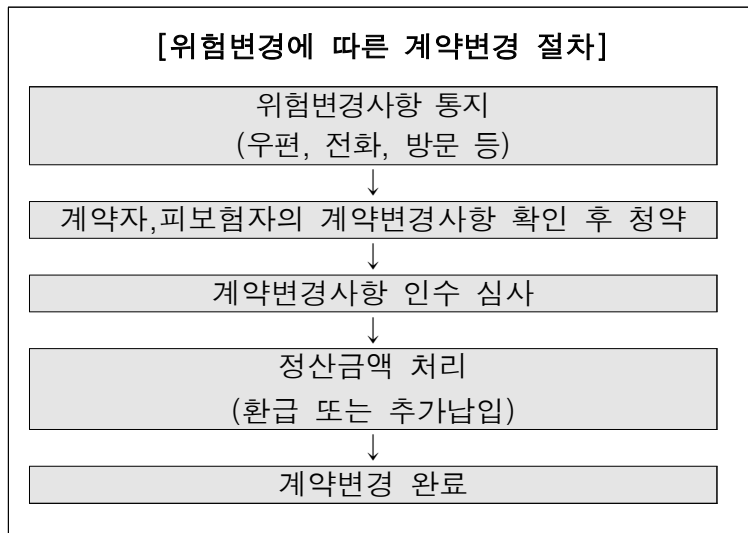 [위험변경에 따른 계약변경 절차]
위험변경사항 통지
(우편, 전화, 방문 등)
↓
계약자,피보험자의 계약변경사항 확인 후 청약
↓
계약변경사항 인수 심사
↓
정산금액 처리
(환급 또는 추가납입)
↓
계약변경 완료